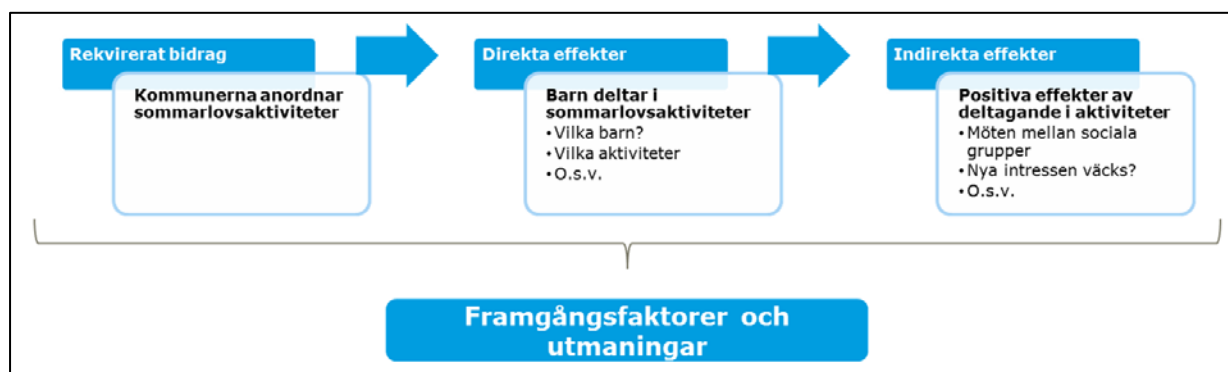 Rekvirerat bidrag
Kommunerna anordnar
sommarlovsaktiviteter
Direkta effekter
Barn deltar i
sommarlovsaktiviteter
• Vilka barn?
• Vilka aktiviteter
• O.s.v.
Indirekta effekter
Positiva effekter av
deltagande i aktiviteter
• Möten mellan sociala
grupper
• Nya intressen väcks?
• O.s.v.
Framgångsfaktorer och
utmaningar